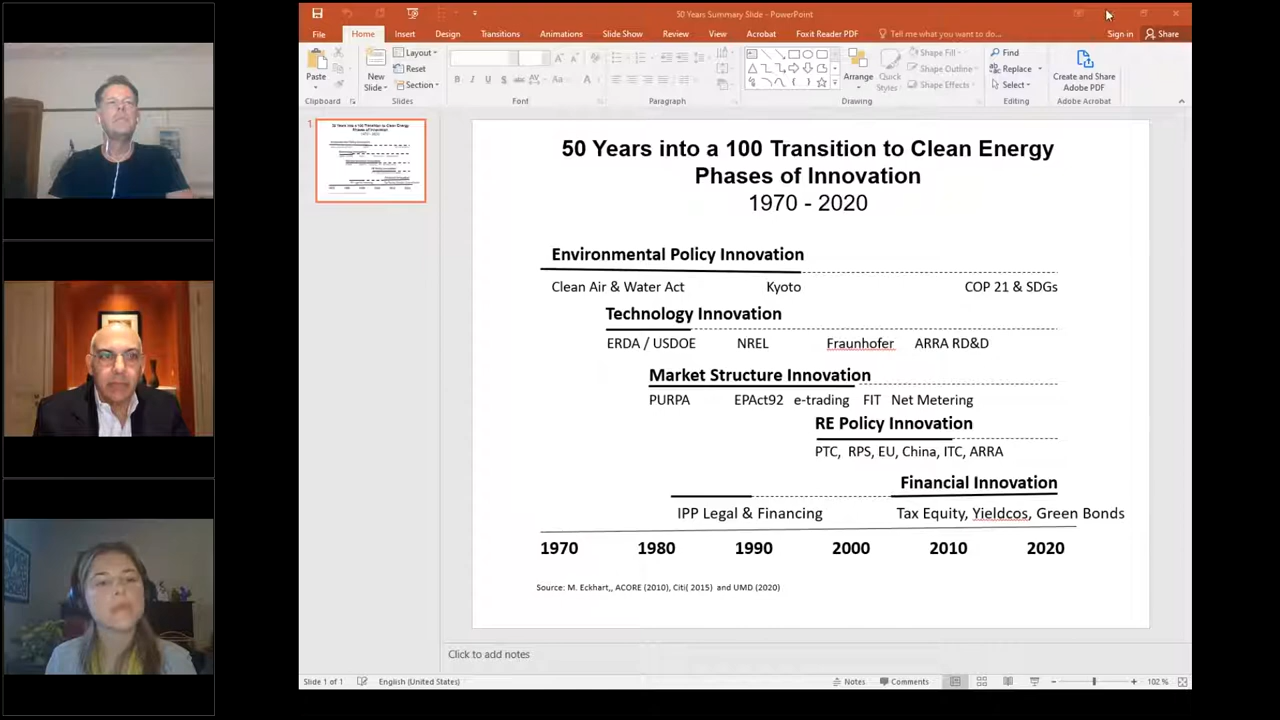 50 Years Summary Slide - PowerPoint
File Home Insert Design Transitions Animations Slide Show Review View Acrobat Foxit Reader PDF Tell me what you want to do... Sign in Share
Paste
New
Slide
Layout
Reset
Section
B I U S abc AV Aa A
Arrange
Quick
Styles
Shape Fill
Shape Outline
Shape Effects
Find
Replace
Select
Create and Share
Adobe PDF
Clipboard Slides Font Paragraph Drawing Editing Adobe Acrobat
1
50 Years into a 100 Transition to Clean Energy
Phases of Innovation
1970 - 2020
Environmental Policy Innovation
Clean Air & Water Act Kyoto COP 21 & SDGs
Technology Innovation
ERDA / USDOE NREL Fraunhofer ARRA RD&D
Market Structure Innovation
PURPA EPAct92 e-trading FIT Net Metering
RE Policy Innovation
PTC, RPS, EU, China, ITC, ARRA
Financial Innovation
IPP Legal & Financing Tax Equity, Yieldcos, Green Bonds
1970 1980 1990 2000 2010 2020
Source: M. Eckhart,, ACORE (2010), Citi( 2015) and UMD (2020)
Click to add notes
Slide 1 of 1 English (United States) Notes Comments 102 %